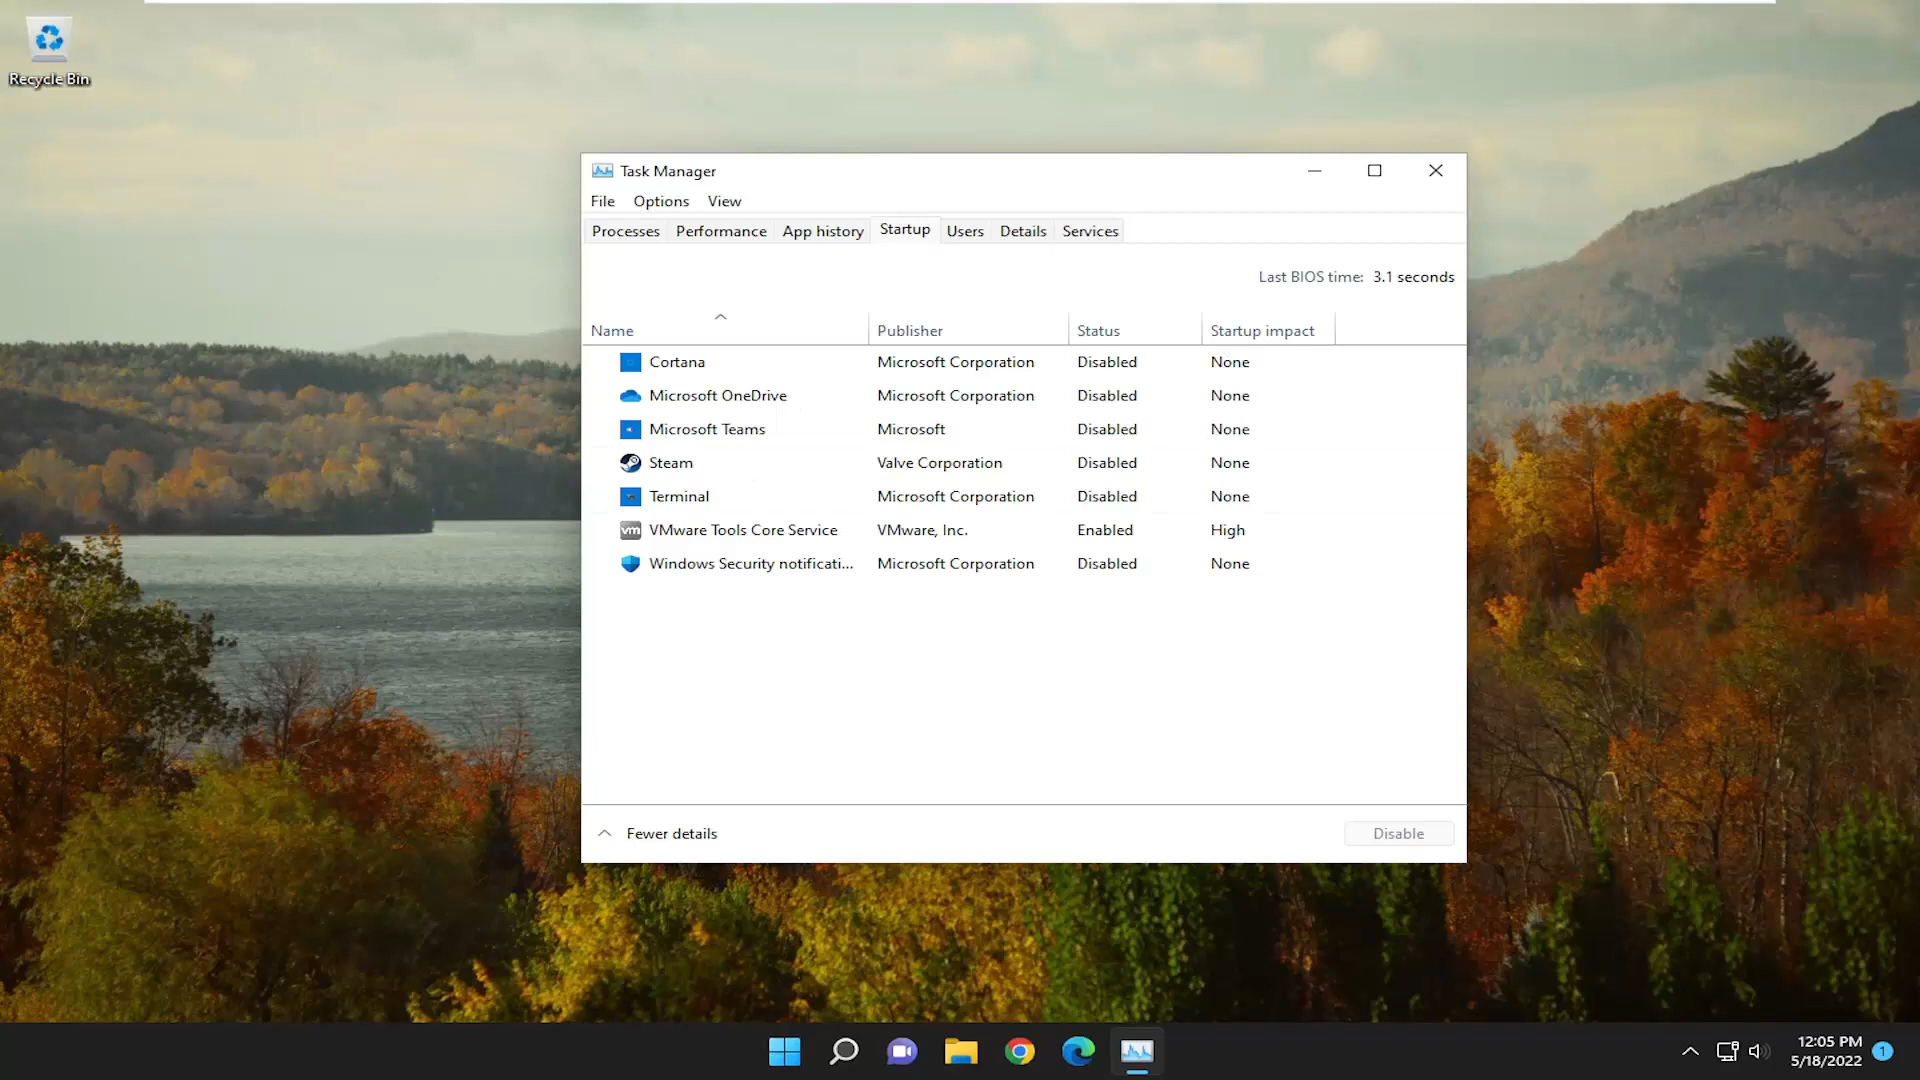 Recycle Bin
Task Manager
File Options View
Processes Performance App history Startup Users Details Services
Last BIOS time: 3.1 seconds
Name Publisher Status Startup impact
Cortana Microsoft Corporation Disabled None
Microsoft OneDrive Microsoft Corporation Disabled None
Microsoft Teams Microsoft Disabled None
Steam Valve Corporation Disabled None
Terminal Microsoft Corporation Disabled None
vm VMware Tools Core Service VMware, Inc. Enabled High
Windows Security notificati... Microsoft Corporation Disabled None
Fewer details Disable
12:05 PM
5/18/2022 1